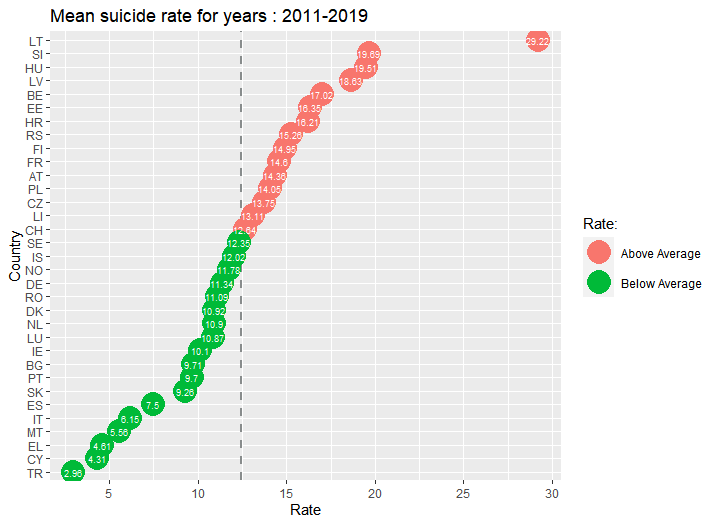 Mean suicide rate for years : 2011-2019
LT 29.22
SI 19.69
HU 19.51
LV 18.63
BE 17.02
EE 16.35
HR 16.21
RS 15.26
FI 14.95
FR 14.6
AT 14.36
PL 14.05
CZ 13.75
LI 13.11
CH 12.64
SE 12.35
IS 12.02
NO 11.78
DE 11.34
RO 11.09
DK 10.92
NL 10.9
LU 10.87
IE 10.1
BG 9.71
PT 9.7
SK 9.26
ES 7.5
IT 6.15
MT 5.56
EL 4.61
CY 4.31
TR 2.96
Country
5 10 15 20 25 30
Rate
Rate:
Above Average
Below Average